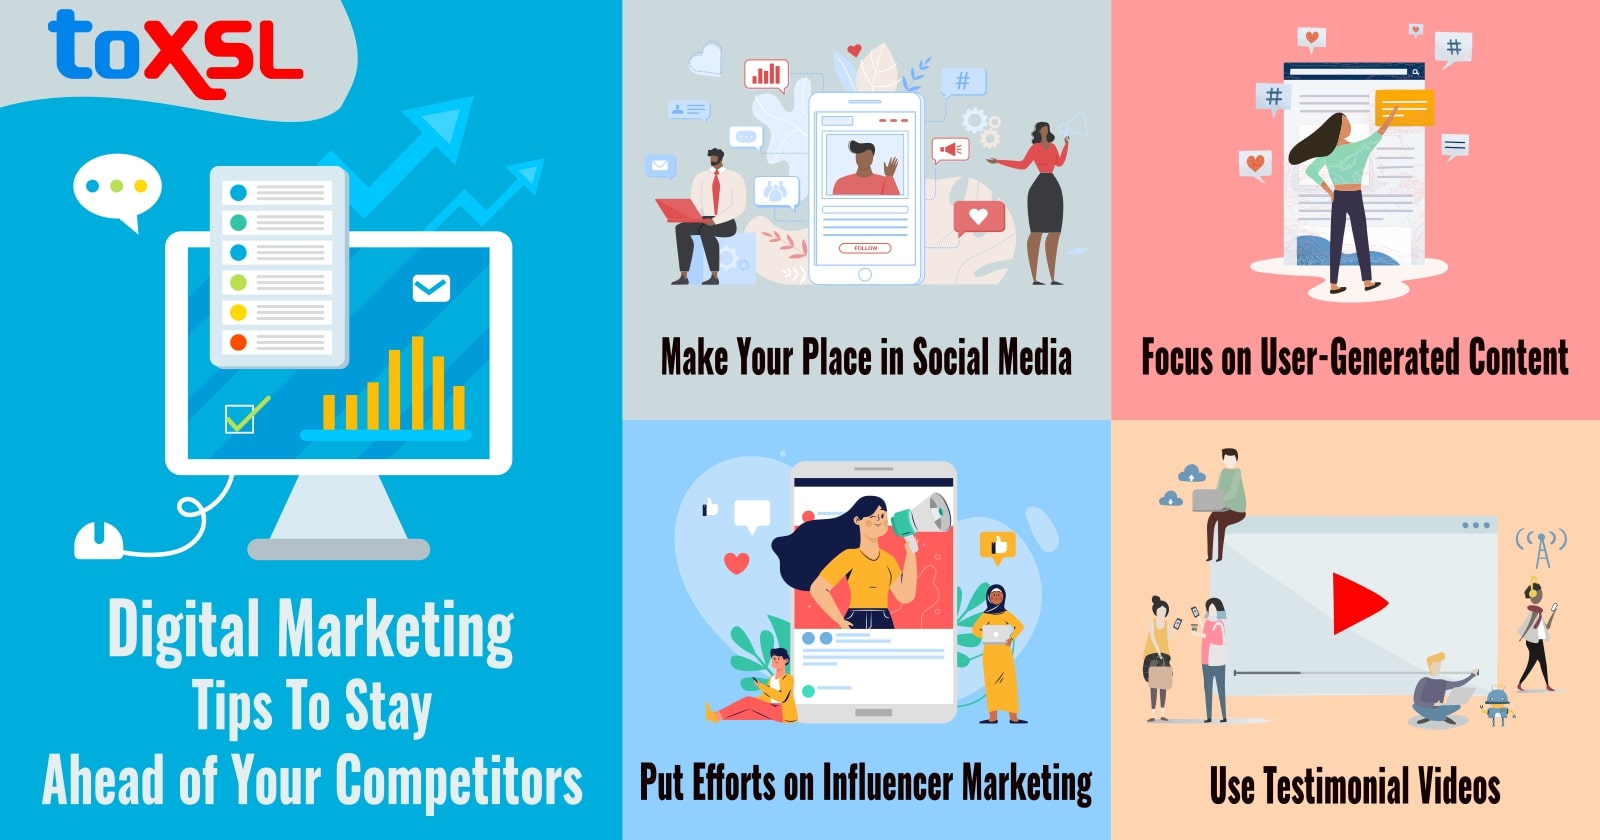 toXSL
Digital Marketing
Tips To Stay
Ahead of Your Competitors
#
FOLLOW
Make Your Place in Social Media
#
#
Focus on User-Generated Content
Put Efforts on Influencer Marketing
Use Testimonial Videos